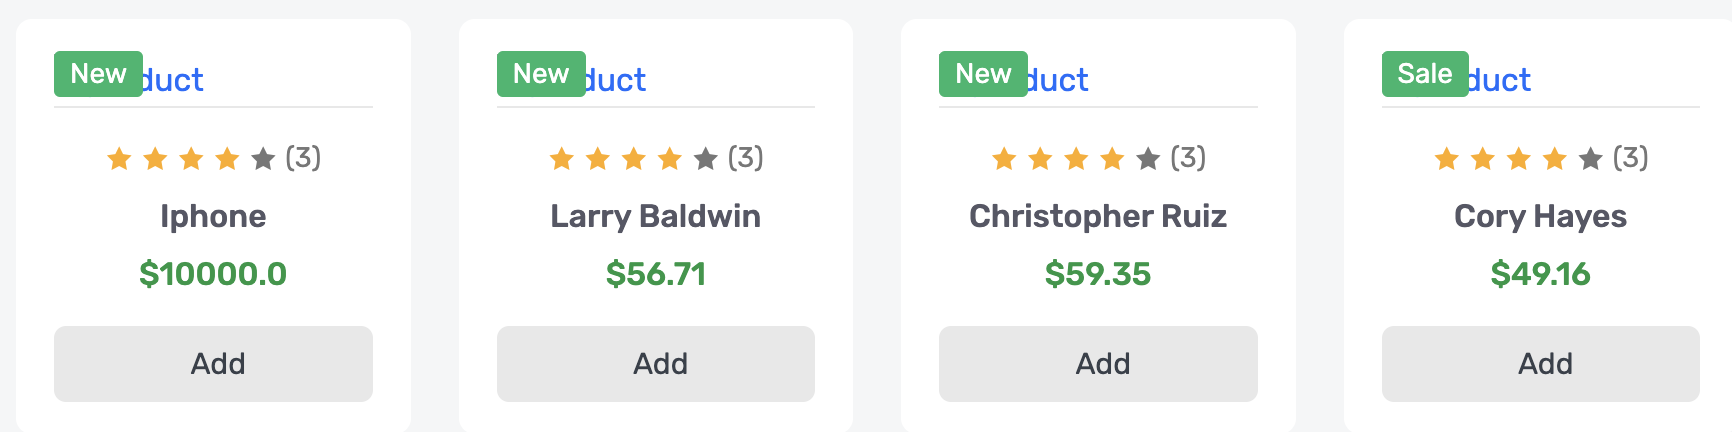 New duct New duct New duct Sale duct
(3) (3) (3) (3)
Iphone Larry Baldwin Christopher Ruiz Cory Hayes
$10000.0 $56.71 $59.35 $49.16
Add Add Add Add